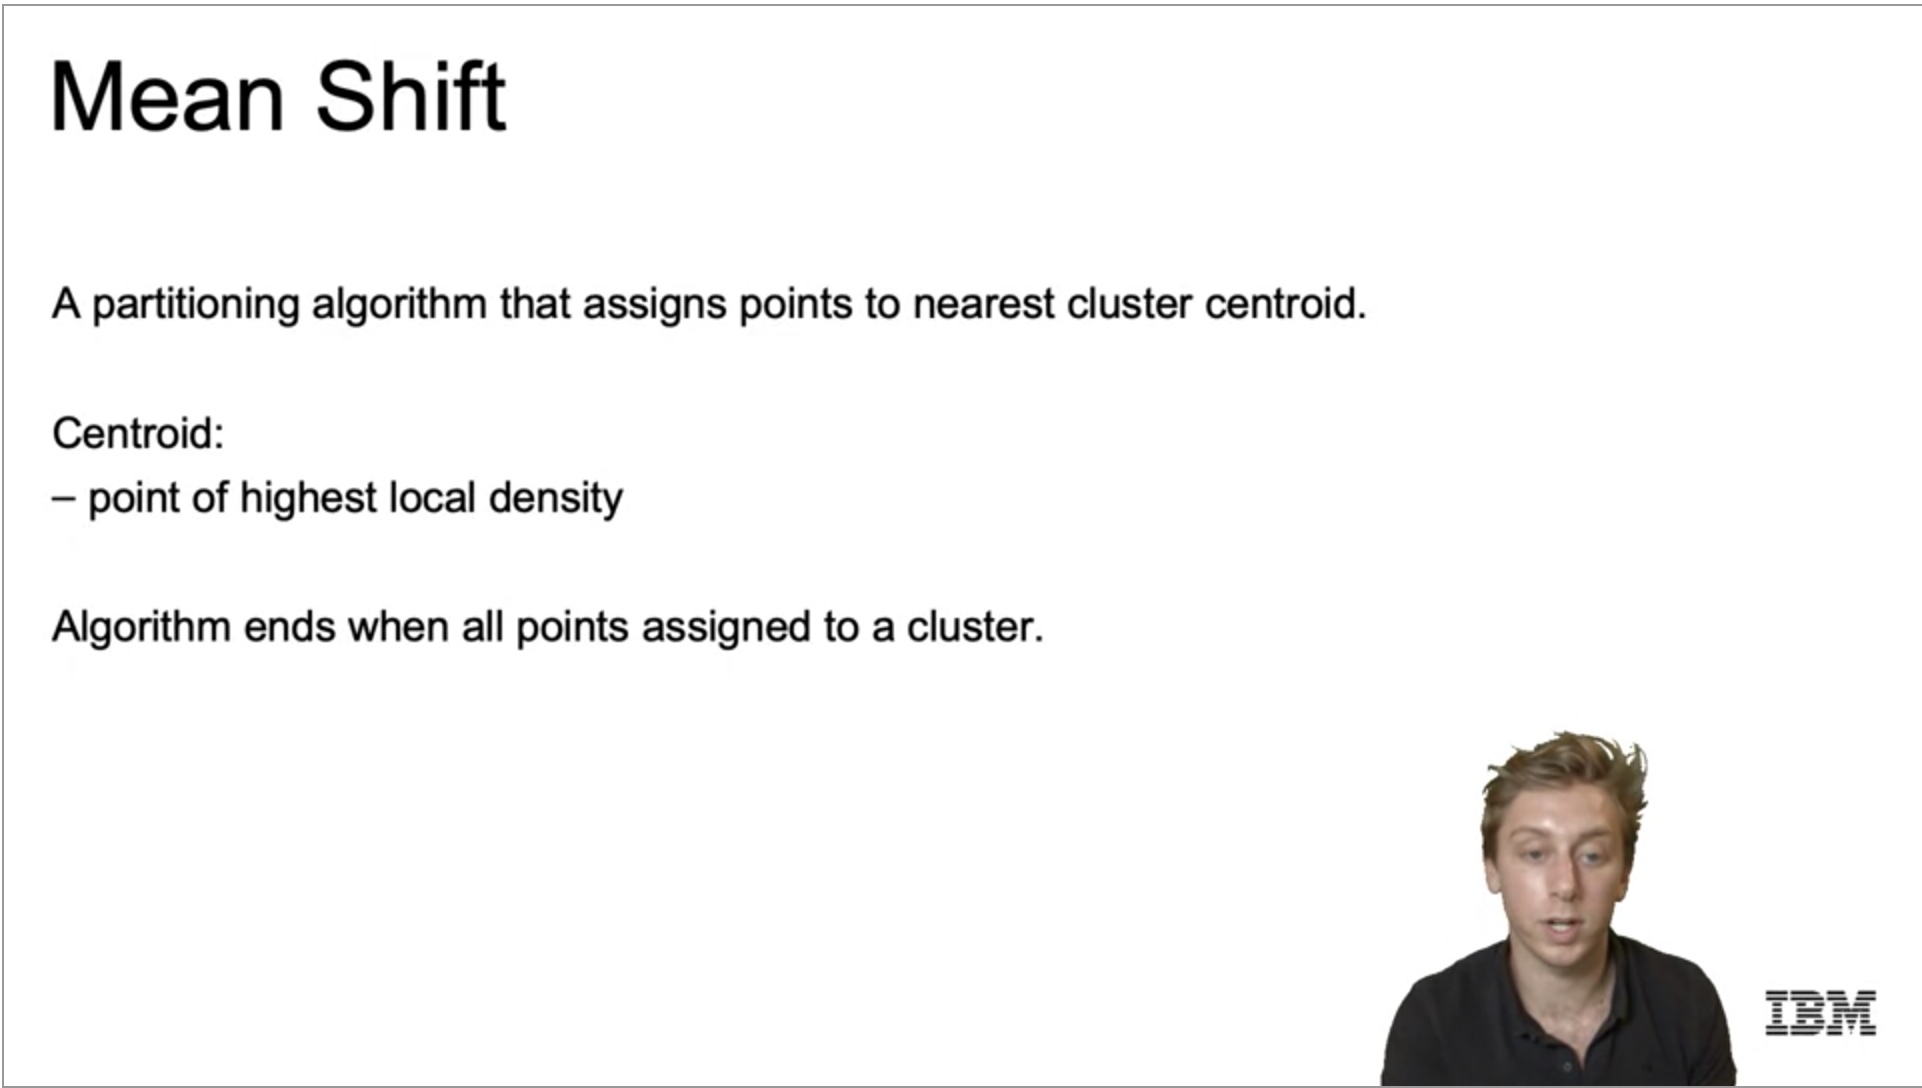 Mean Shift
A partitioning algorithm that assigns points to nearest cluster centroid.
Centroid:
– point of highest local density
Algorithm ends when all points assigned to a cluster.
IBM